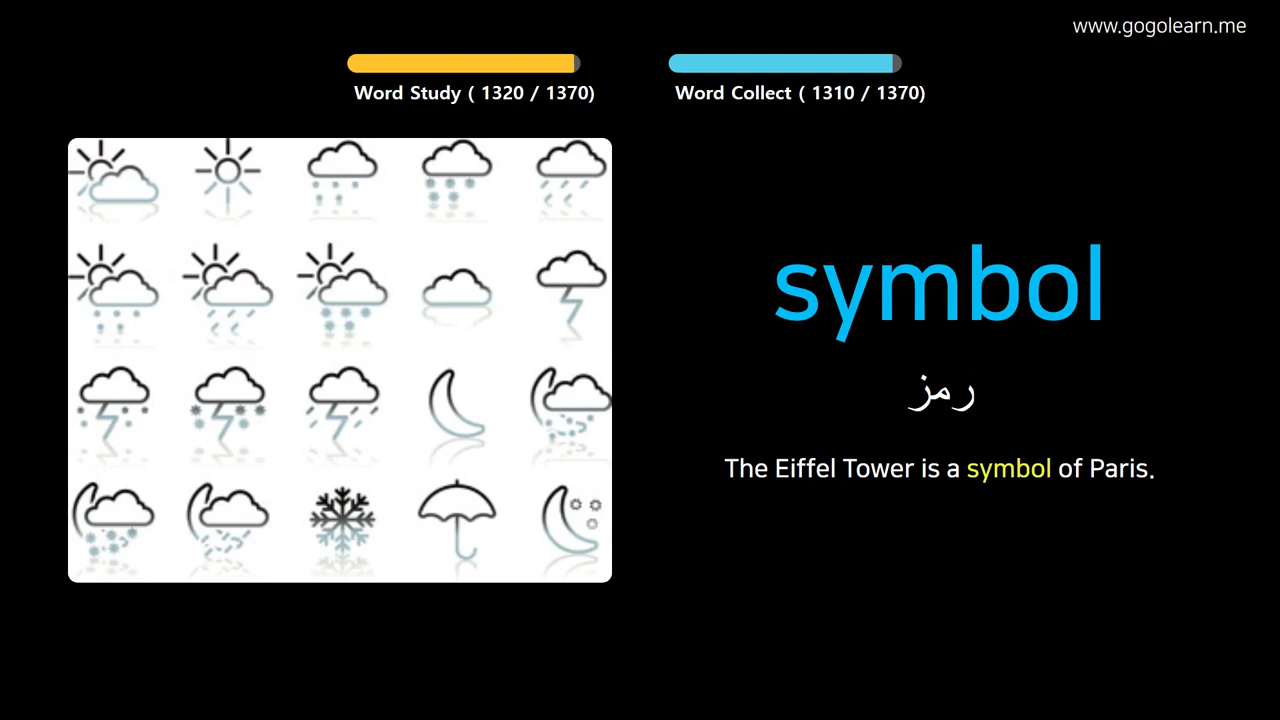 www.gogolearn.me
Word Study ( 1320 / 1370)
Word Collect ( 1310 / 1370)
symbol
رمز
The Eiffel Tower is a symbol of Paris.